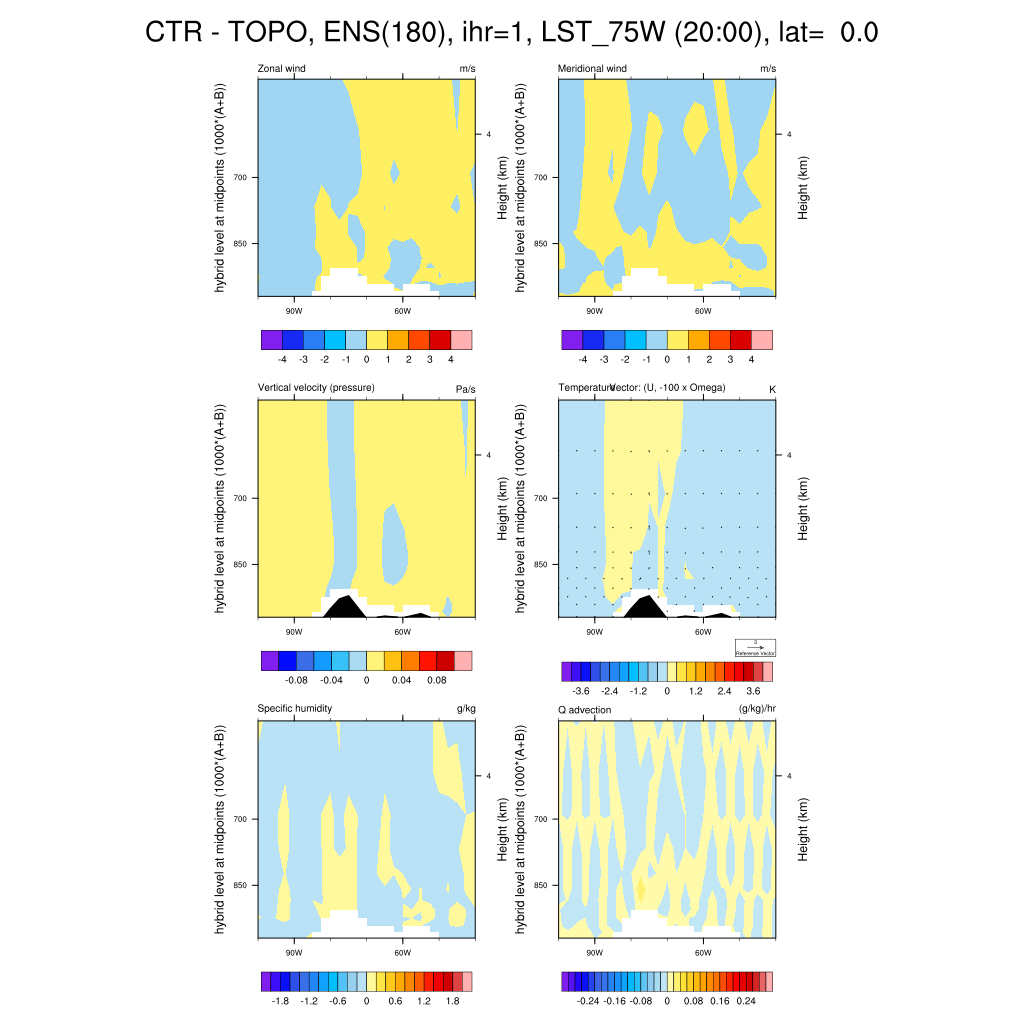 CTR - TOPO, ENS(180), ihr=1, LST_75W (20:00), lat= 0.0
Zonal wind m/s
hybrid level at midpoints (1000*(A+B))
700
850
4
Height (km)
90W 60W
-4 -3 -2 -1 0 1 2 3 4
Meridional wind m/s
hybrid level at midpoints (1000*(A+B))
700
850
4
Height (km)
90W 60W
-4 -3 -2 -1 0 1 2 3 4
Vertical velocity (pressure) Pa/s
hybrid level at midpoints (1000*(A+B))
700
850
4
Height (km)
90W 60W
-0.08 -0.04 0 0.04 0.08
Temperature Vector: (U, -100 x Omega) K
hybrid level at midpoints (1000*(A+B))
700
850
4
Height (km)
90W 60W
3
Reference Vector
-3.6 -2.4 -1.2 0 1.2 2.4 3.6
Specific humidity g/kg
hybrid level at midpoints (1000*(A+B))
700
850
4
Height (km)
90W 60W
-1.8 -1.2 -0.6 0 0.6 1.2 1.8
Q advection (g/kg)/hr
hybrid level at midpoints (1000*(A+B))
700
850
4
Height (km)
90W 60W
-0.24 -0.16 -0.08 0 0.08 0.16 0.24